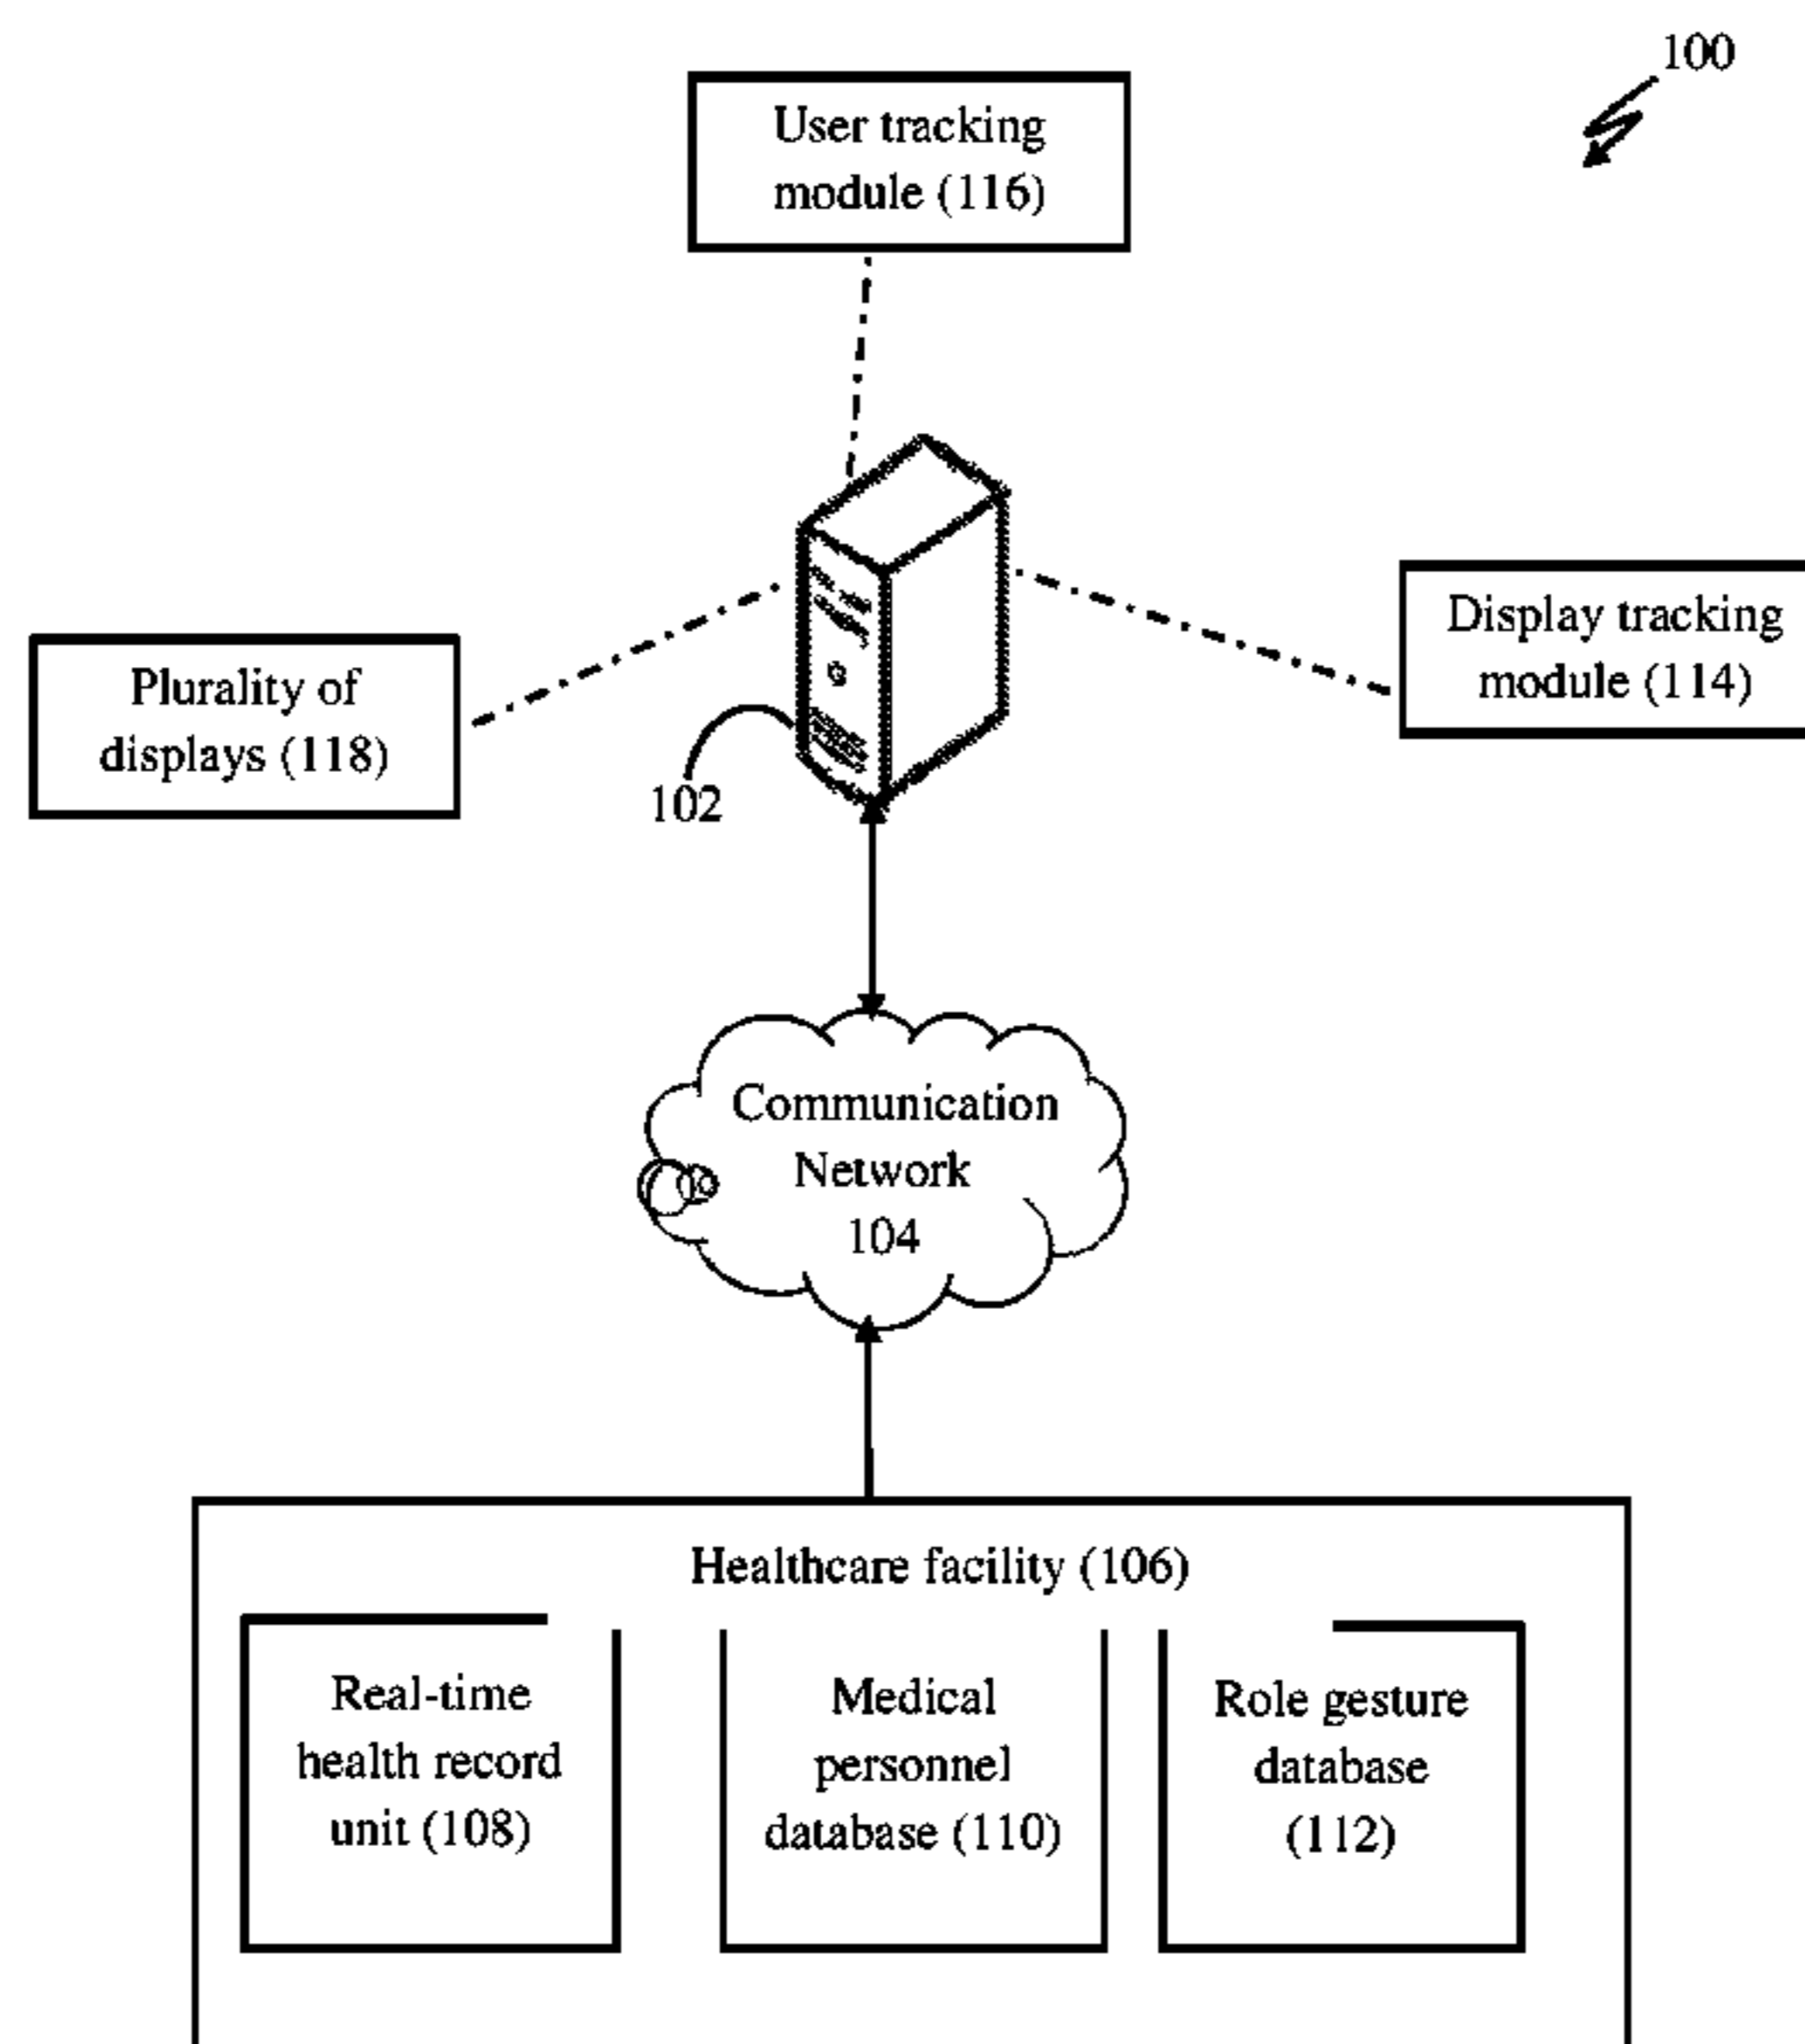 100
User tracking
module (116)
Display tracking
module (114)
Plurality of
displays (118)
102
Communication
Network
104
Healthcare facility (106)
Real-time
health record
unit (108)
Medical
personnel
database (110)
Role gesture
database
(112)